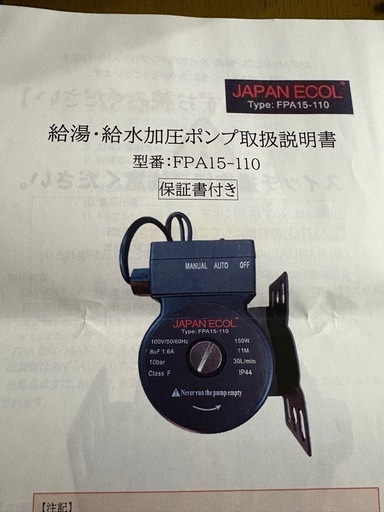 JAPAN ECOL
Type: FPA15-110
給湯・給水加圧ポンプ取扱説明書
型番:FPA15-110
保証書付き
MANUAL AUTO OFF
JAPAN ECOL
Type: FPA15-110
100V/50/60Hz 150W
8uF 1.6A 11M
10bar 30L/min
Class F IP44
Never run the pump empty
【注記】